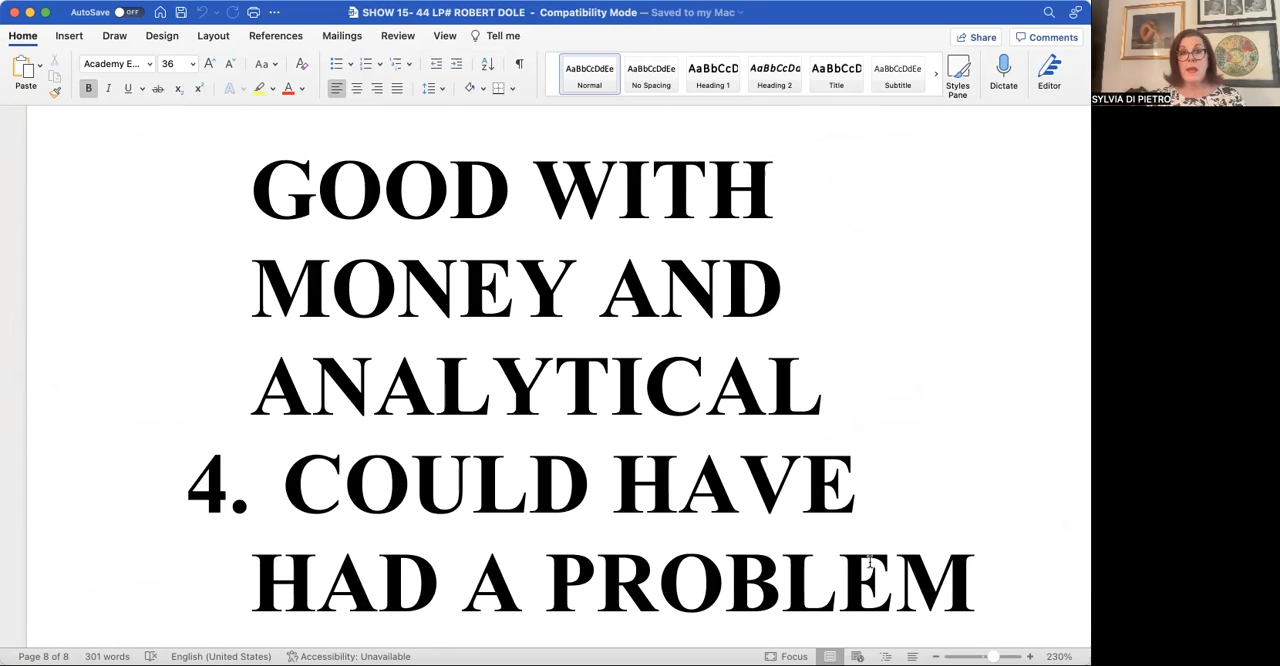 AutoSave OFF
SHOW 15- 44 LP# ROBERT DOLE - Compatibility Mode — Saved to my Mac
Home Insert Draw Design Layout References Mailings Review View Tell me
Share Comments
Paste
Academy E... 36
AaBbCcDdEe AaBbCcDdEe AaBbCcD AaBbCcDc AaBbCcD AaBbCcDdEe
Normal No Spacing Heading 1 Heading 2 Title Subtitle
Styles Pane
Dictate
Editor
SYLVIA DI PIETRO
GOOD WITH
MONEY AND
ANALYTICAL
4. COULD HAVE
HAD A PROBLEM
Page 8 of 8 301 words English (United States) Accessibility: Unavailable Focus 230%